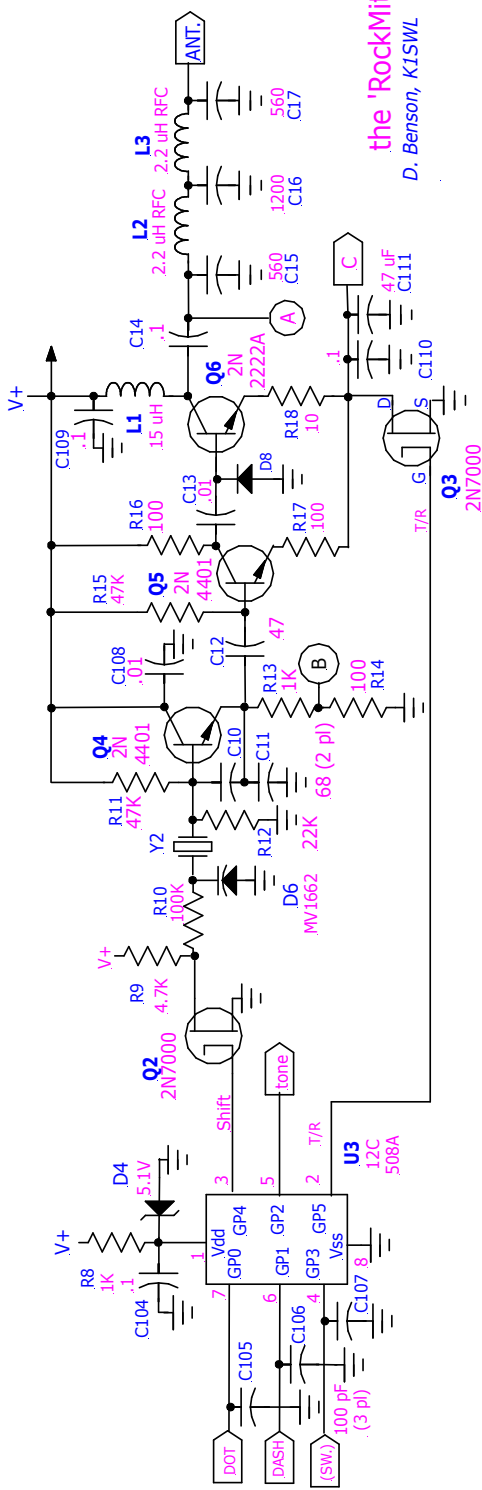 DOT
DASH
(SW.)
C105
C106
C107
100 pF
(3 pl)
7
6
4
8
1
3
5
2
Vdd
GP0
GP4
GP1
GP2
GP3
GP5
Vss
U3
12C
508A
C104
.1
R8
1K
V+
D4
5.1V
Shift
tone
T/R
Q2
2N7000
R9
4.7K
V+
R10
100K
D6
MV1662
Y2
R11
47K
R12
22K
Q4
2N
4401
C10
C11
68 (2 pl)
C108
.01
C12
47
R13
1K
B
R14
100
R15
47K
Q5
2N
4401
R16
100
C13
.01
D8
R17
100
V+
C109
.1
L1
15 uH
Q6
2N
2222A
R18
10
C14
.1
A
C15
560
L2
2.2 uH RFC
C16
1200
L3
2.2 uH RFC
C17
560
ANT.
C
.1
C110
47 uF
C111
D
S
G
T/R
Q3
2N7000
the 'RockMit
D. Benson, K1SWL